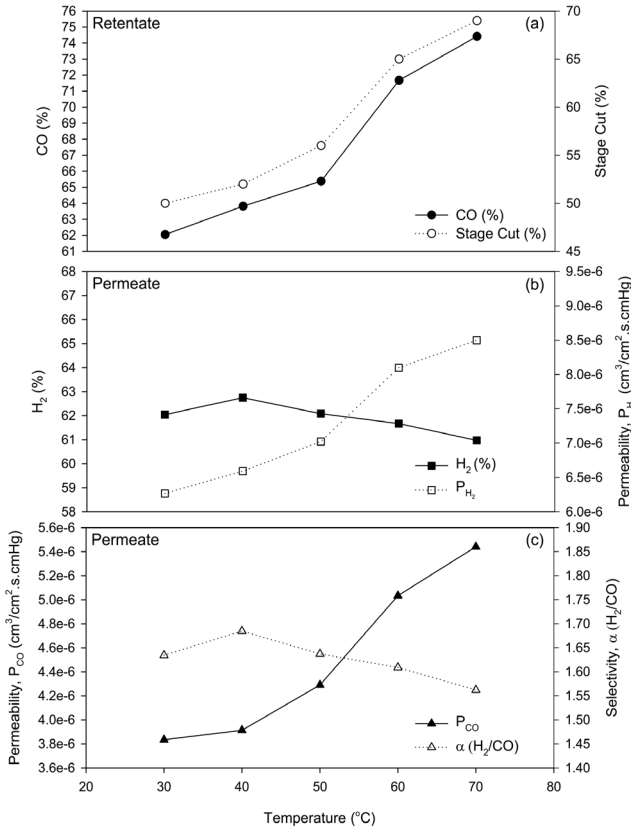 Retentate
(a)
76
75
74
73
72
71
70
69
68
67
66
65
64
63
62
61
CO (%)
70
65
60
55
50
45
Stage Cut (%)
CO (%)
Stage Cut (%)
Permeate
(b)
68
67
66
65
64
63
62
61
60
59
58
H2 (%)
9.5e-6
9.0e-6
8.5e-6
8.0e-6
7.5e-6
7.0e-6
6.5e-6
6.0e-6
Permeability, PH (cm3/cm2.s.cmHg)
H2 (%)
PH2
Permeate
(c)
5.6e-6
5.4e-6
5.2e-6
5.0e-6
4.8e-6
4.6e-6
4.4e-6
4.2e-6
4.0e-6
3.8e-6
3.6e-6
Permeability, PCO (cm3/cm2.s.cmHg)
1.90
1.85
1.80
1.75
1.70
1.65
1.60
1.55
1.50
1.45
1.40
Selectivity, α (H2/CO)
PCO
α (H2/CO)
20 30 40 50 60 70 80
Temperature (oC)